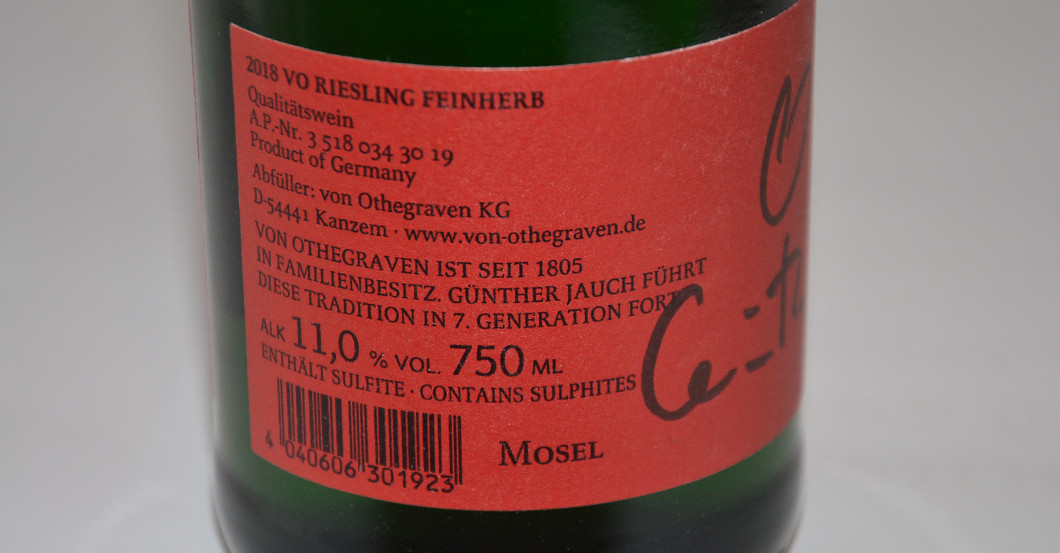 2018 VO RIESLING FEINHERB
Qualitätswein
A.P.-Nr. 3 518 034 30 19
Product of Germany
Abfüller: von Othegraven KG
D-54441 Kanzem · www.von-othegraven.de
VON OTHEGRAVEN IST SEIT 1805
IN FAMILIENBESITZ. GÜNTHER JAUCH FÜHRT
DIESE TRADITION IN 7. GENERATION FORT
ALK 11,0 % VOL. 750 ML
ENTHÄLT SULFITE · CONTAINS SULPHITES
4 040606 301923
MOSEL